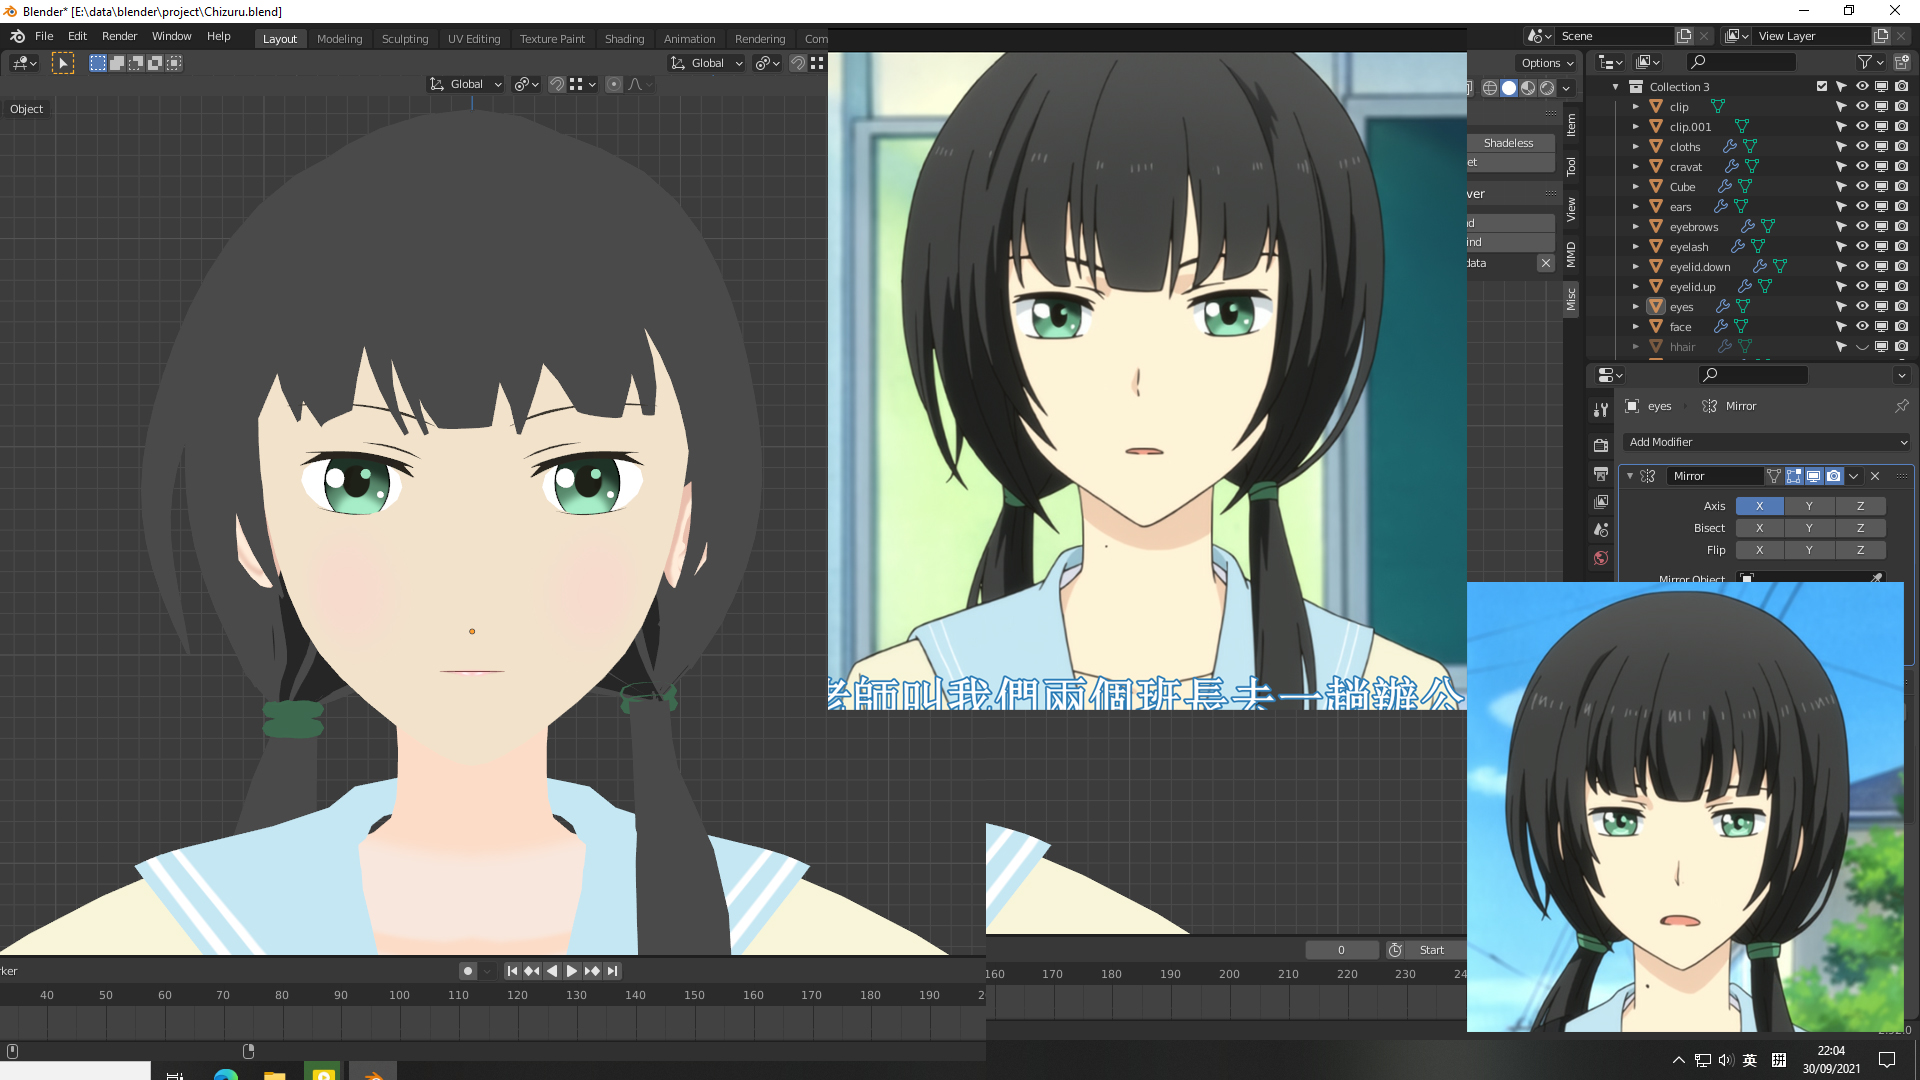 Blender* [E:\data\blender\project\Chizuru.blend]
File Edit Render Window Help Layout Modeling Sculpting UV Editing Texture Paint Shading Animation Rendering Com
Scene View Layer
Global Global Options
Global
Object
Collection 3
clip
clip.001
cloths
cravat
Cube
ears
eyebrows
eyelash
eyelid.down
eyelid.up
eyes
face
hhair
Item
Tool
View
MMD
Misc
Shadeless
et
ver
nd
ind
data
eyes Mirror
Add Modifier
Mirror
Axis X Y Z
Bisect X Y Z
Flip X Y Z
Mirror Object
老師叫我們兩個班長去一趟辦公
0 Start
ker
160 170 180 190 200 210 220 230 24
40 50 60 70 80 90 100 110 120 130 140 150 160 170 180 190 2
英 拼
22:04
30/09/2021